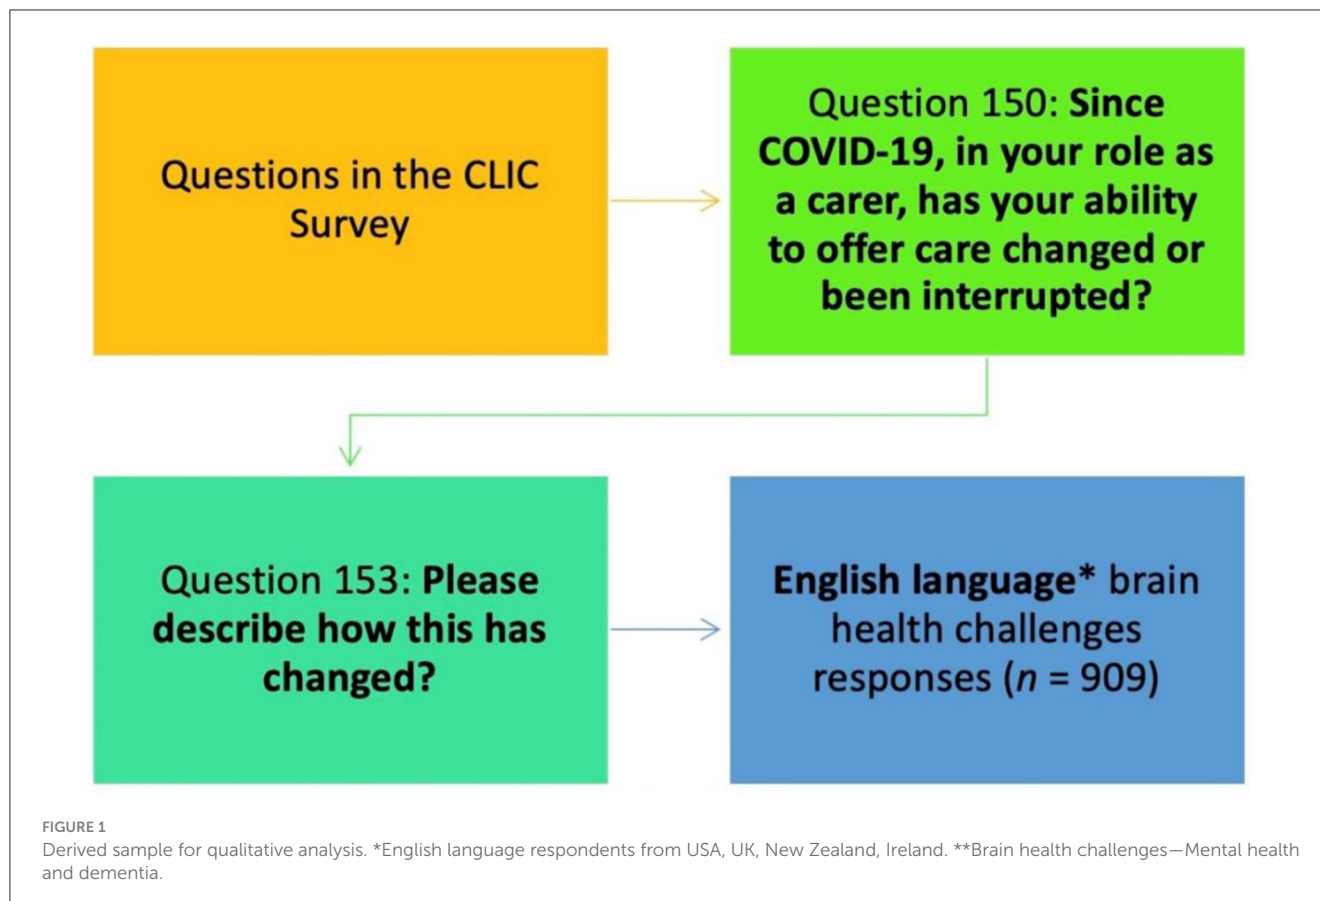 Questions in the CLIC
Survey
Question 150: Since
COVID-19, in your role as
a carer, has your ability
to offer care changed or
been interrupted?
Question 153: Please
describe how this has
changed?
English language* brain
health challenges
responses (n = 909)
FIGURE 1
Derived sample for qualitative analysis. *English language respondents from USA, UK, New Zealand, Ireland. **Brain health challenges—Mental health
and dementia.